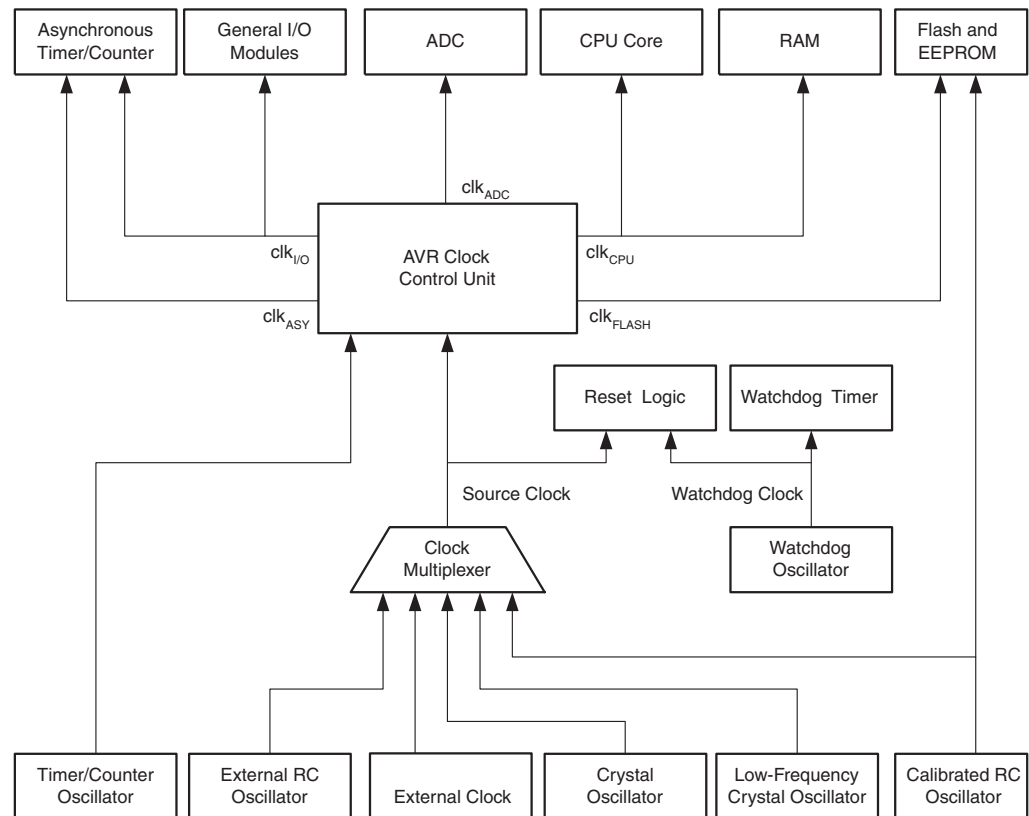 Asynchronous
Timer/Counter
General I/O
Modules
ADC
CPU Core
RAM
Flash and
EEPROM
clkADC
clkI/O
AVR Clock
Control Unit
clkCPU
clkASY
clkFLASH
Reset Logic
Watchdog Timer
Source Clock
Watchdog Clock
Clock
Multiplexer
Watchdog
Oscillator
Timer/Counter
Oscillator
External RC
Oscillator
External Clock
Crystal
Oscillator
Low-Frequency
Crystal Oscillator
Calibrated RC
Oscillator